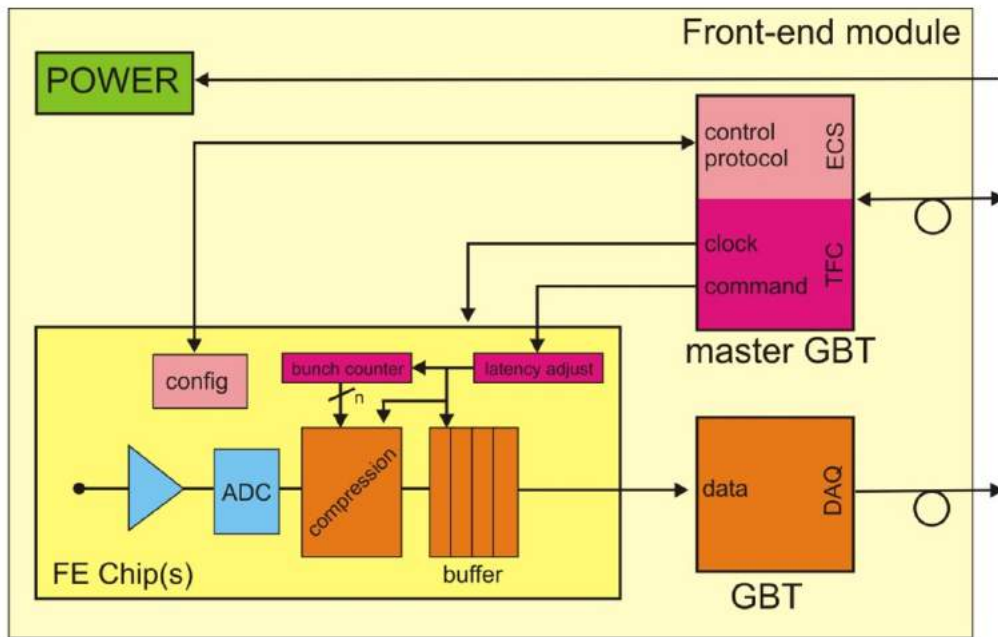 Front-end module
POWER
control
protocol
ECS
clock
command
TFC
master GBT
config
bunch counter
latency adjust
n
ADC
compression
buffer
FE Chip(s)
data
DAQ
GBT